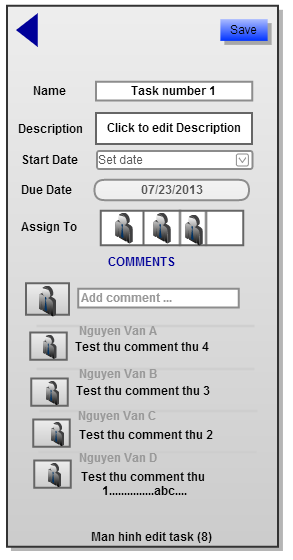 Save
Name
Task number 1
Description
Click to edit Description
Start Date
Set date
Due Date
07/23/2013
Assign To
COMMENTS
Add comment ...
Nguyen Van A
Test thu comment thu 4
Nguyen Van B
Test thu comment thu 3
Nguyen Van C
Test thu comment thu 2
Nguyen Van D
Test thu comment thu
1...............abc....
Man hinh edit task (8)